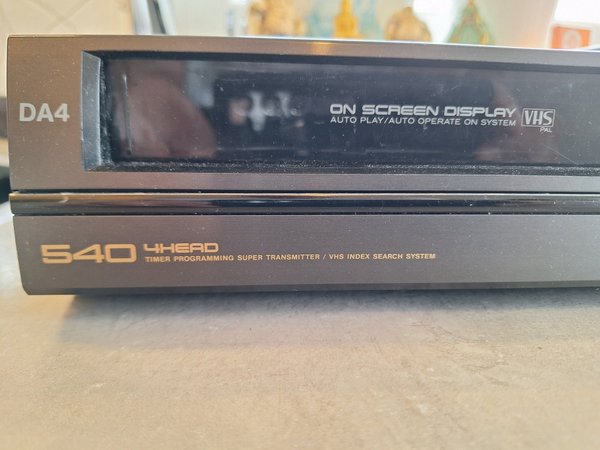 DA4
ON SCREEN DISPLAY
AUTO PLAY/AUTO OPERATE ON SYSTEM
VHS
PAL
540 4HEAD
TIMER PROGRAMMING SUPER TRANSMITTER / VHS INDEX SEARCH SYSTEM